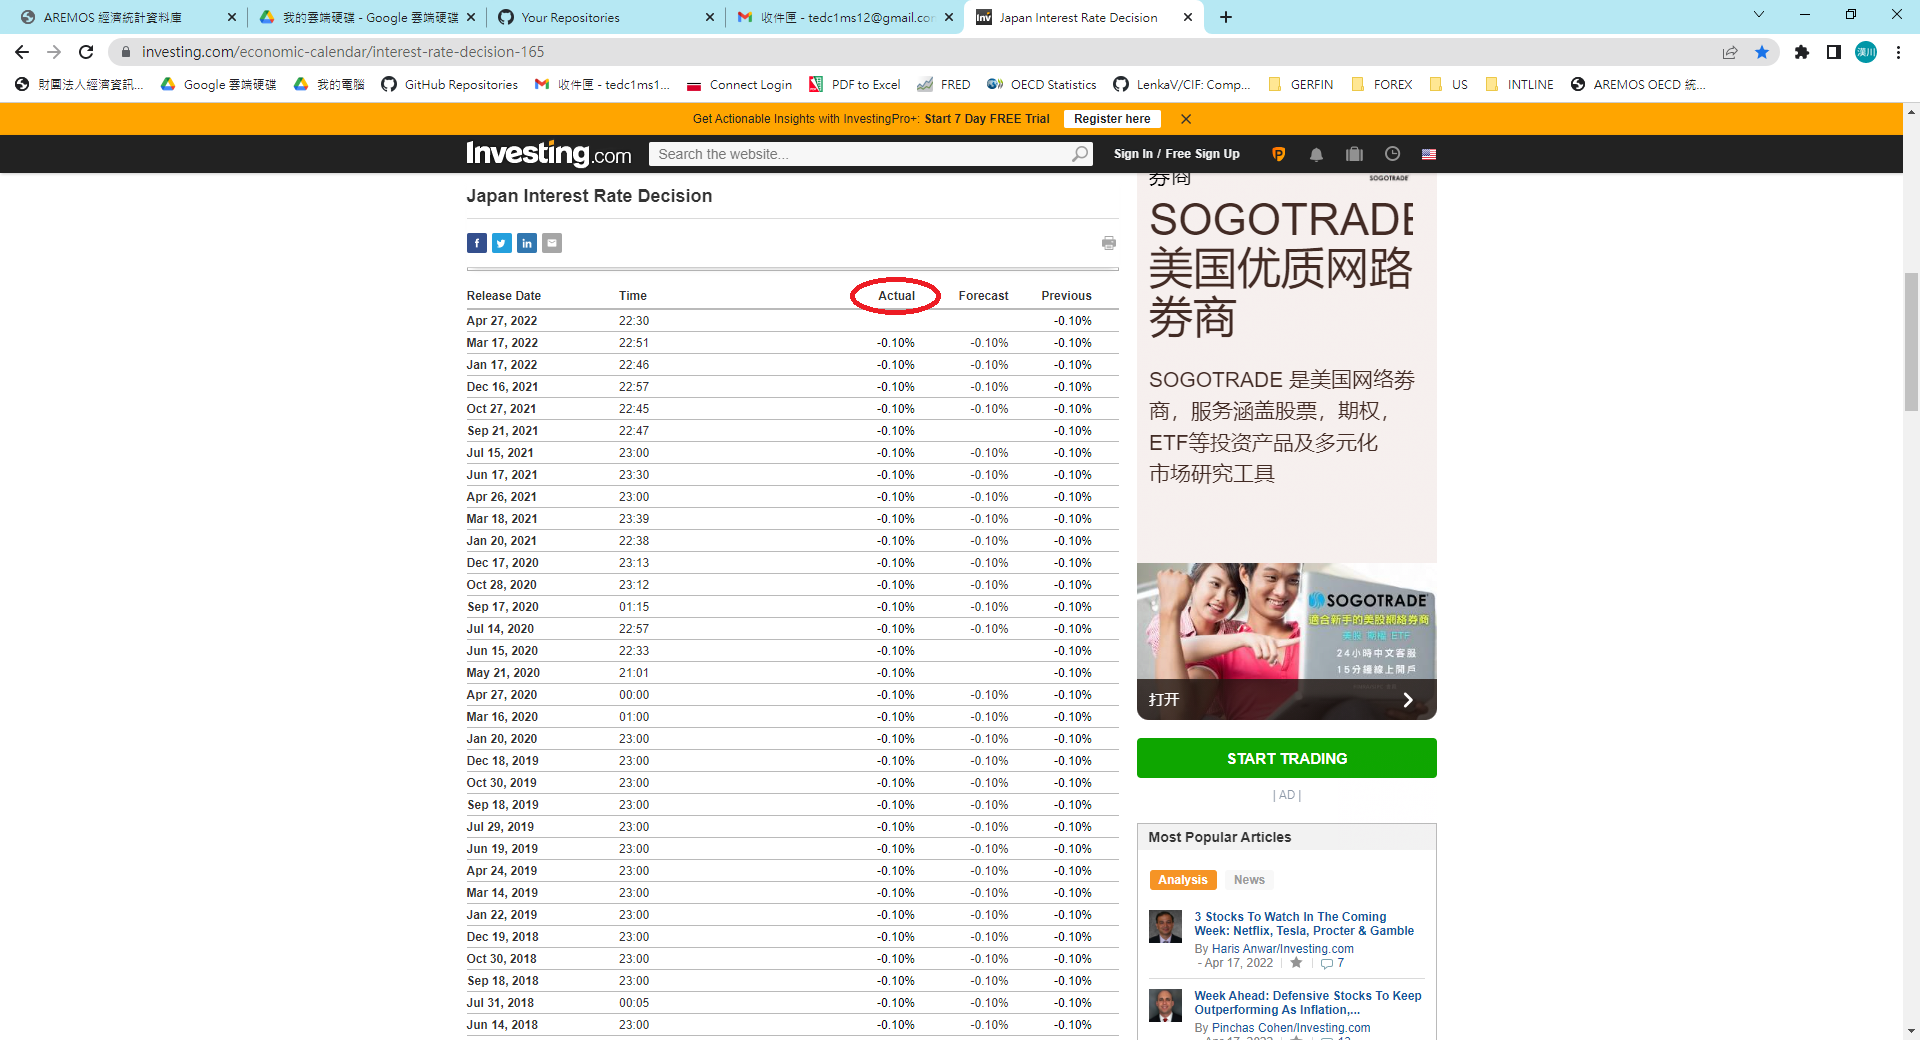 AREMOS 經濟統計資料庫
我的雲端硬碟 - Google 雲端硬碟
Your Repositories
收件匣 - tedc1ms12@gmail.co
Japan Interest Rate Decision
investing.com/economic-calendar/interest-rate-decision-165
漢川
財團法人經濟資訊...
Google 雲端硬碟
我的電腦
GitHub Repositories
收件匣 - tedc1ms1...
Connect Login
PDF to Excel
FRED
OECD Statistics
LenkaV/CIF: Comp...
GERFIN
FOREX
US
INTLINE
AREMOS OECD 統...
Get Actionable Insights with InvestingPro+: Start 7 Day FREE Trial
Register here
Investing.com
Search the website...
Sign In / Free Sign Up
Japan Interest Rate Decision
Release Date Time Actual Forecast Previous
Apr 27, 2022 22:30 -0.10%
Mar 17, 2022 22:51 -0.10% -0.10% -0.10%
Jan 17, 2022 22:46 -0.10% -0.10% -0.10%
Dec 16, 2021 22:57 -0.10% -0.10% -0.10%
Oct 27, 2021 22:45 -0.10% -0.10% -0.10%
Sep 21, 2021 22:47 -0.10% -0.10%
Jul 15, 2021 23:00 -0.10% -0.10% -0.10%
Jun 17, 2021 23:30 -0.10% -0.10% -0.10%
Apr 26, 2021 23:00 -0.10% -0.10% -0.10%
Mar 18, 2021 23:39 -0.10% -0.10% -0.10%
Jan 20, 2021 22:38 -0.10% -0.10% -0.10%
Dec 17, 2020 23:13 -0.10% -0.10% -0.10%
Oct 28, 2020 23:12 -0.10% -0.10% -0.10%
Sep 17, 2020 01:15 -0.10% -0.10% -0.10%
Jul 14, 2020 22:57 -0.10% -0.10% -0.10%
Jun 15, 2020 22:33 -0.10% -0.10%
May 21, 2020 21:01 -0.10% -0.10%
Apr 27, 2020 00:00 -0.10% -0.10% -0.10%
Mar 16, 2020 01:00 -0.10% -0.10% -0.10%
Jan 20, 2020 23:00 -0.10% -0.10% -0.10%
Dec 18, 2019 23:00 -0.10% -0.10% -0.10%
Oct 30, 2019 23:00 -0.10% -0.10% -0.10%
Sep 18, 2019 23:00 -0.10% -0.10% -0.10%
Jul 29, 2019 23:00 -0.10% -0.10% -0.10%
Jun 19, 2019 23:00 -0.10% -0.10% -0.10%
Apr 24, 2019 23:00 -0.10% -0.10% -0.10%
Mar 14, 2019 23:00 -0.10% -0.10% -0.10%
Jan 22, 2019 23:00 -0.10% -0.10% -0.10%
Dec 19, 2018 23:00 -0.10% -0.10% -0.10%
Oct 30, 2018 23:00 -0.10% -0.10% -0.10%
Sep 18, 2018 23:00 -0.10% -0.10% -0.10%
Jul 31, 2018 00:05 -0.10% -0.10% -0.10%
Jun 14, 2018 23:00 -0.10% -0.10% -0.10%
券商
SOGOTRADE
SOGOTRADE
美国优质网路
券商
SOGOTRADE 是美国网络券
商，服务涵盖股票，期权，
ETF等投资产品及多元化
市场研究工具
SOGOTRADE
適合新手的美股網絡券商
美股 期權 ETF
24小時中文客服
15分鐘線上開戶
打开
START TRADING
| AD |
Most Popular Articles
Analysis
News
3 Stocks To Watch In The Coming
Week: Netflix, Tesla, Procter & Gamble
By Haris Anwar/Investing.com
- Apr 17, 2022 7
Week Ahead: Defensive Stocks To Keep
Outperforming As Inflation,...
By Pinchas Cohen/Investing.com